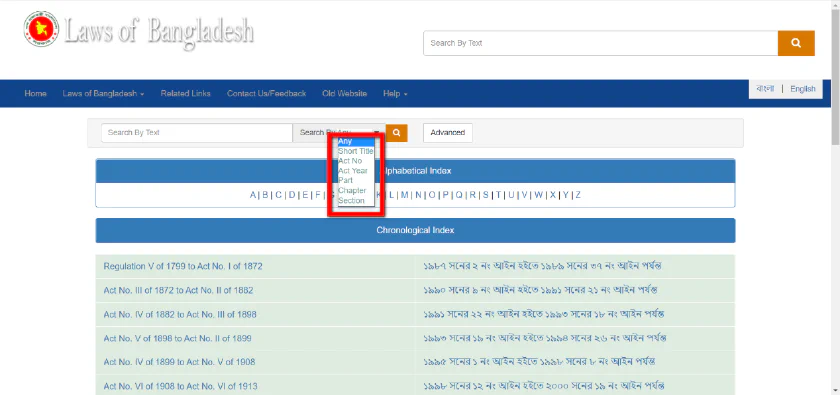 Laws of Bangladesh
Search By Text
Home Laws of Bangladesh Related Links Contact Us/Feedback Old Website Help
বাংলা | English
Search By Text Search By Any Advanced
Any
Short Title
Act No
Act Year
Part
Chapter
Section
lphabetical Index
A | B | C | D | E | F | G K | L | M | N | O | P | Q | R | S | T | U | V | W | X | Y | Z
Chronological Index
Regulation V of 1799 to Act No. I of 1872 ১৯৮৭ সনের ২ নং আইন হইতে ১৯৮৯ সনের ৩৭ নং আইন পর্যন্ত
Act No. III of 1872 to Act No. II of 1882 ১৯৯০ সনের ৯ নং আইন হইতে ১৯৯১ সনের ২১ নং আইন পর্যন্ত
Act No. IV of 1882 to Act No. III of 1898 ১৯৯১ সনের ২২ নং আইন হইতে ১৯৯৩ সনের ১৮ নং আইন পর্যন্ত
Act No. V of 1898 to Act No. II of 1899 ১৯৯৩ সনের ১৯ নং আইন হইতে ১৯৯৪ সনের ২৬ নং আইন পর্যন্ত
Act No. IV of 1899 to Act No. V of 1908 ১৯৯৫ সনের ১ নং আইন হইতে ১৯৯৮ সনের ৮ নং আইন পর্যন্ত
Act No. VI of 1908 to Act No. VI of 1913 ১৯৯৮ সনের ১২ নং আইন হইতে ২০০০ সনের ১৯ নং আইন পর্যন্ত